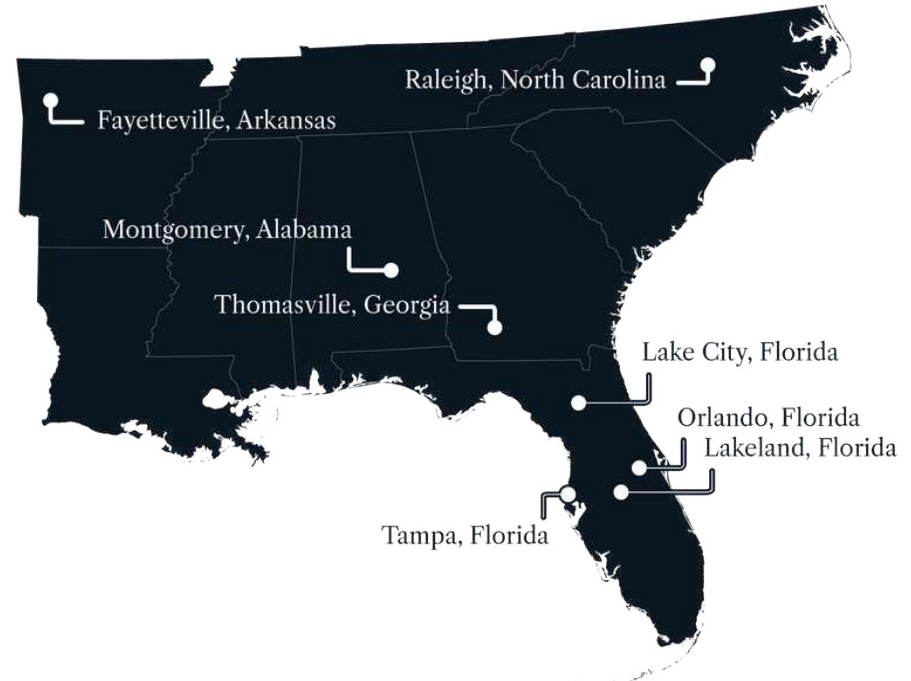 Raleigh, North Carolina
Fayetteville, Arkansas
Montgomery, Alabama
Thomasville, Georgia
Lake City, Florida
Orlando, Florida
Lakeland, Florida
Tampa, Florida